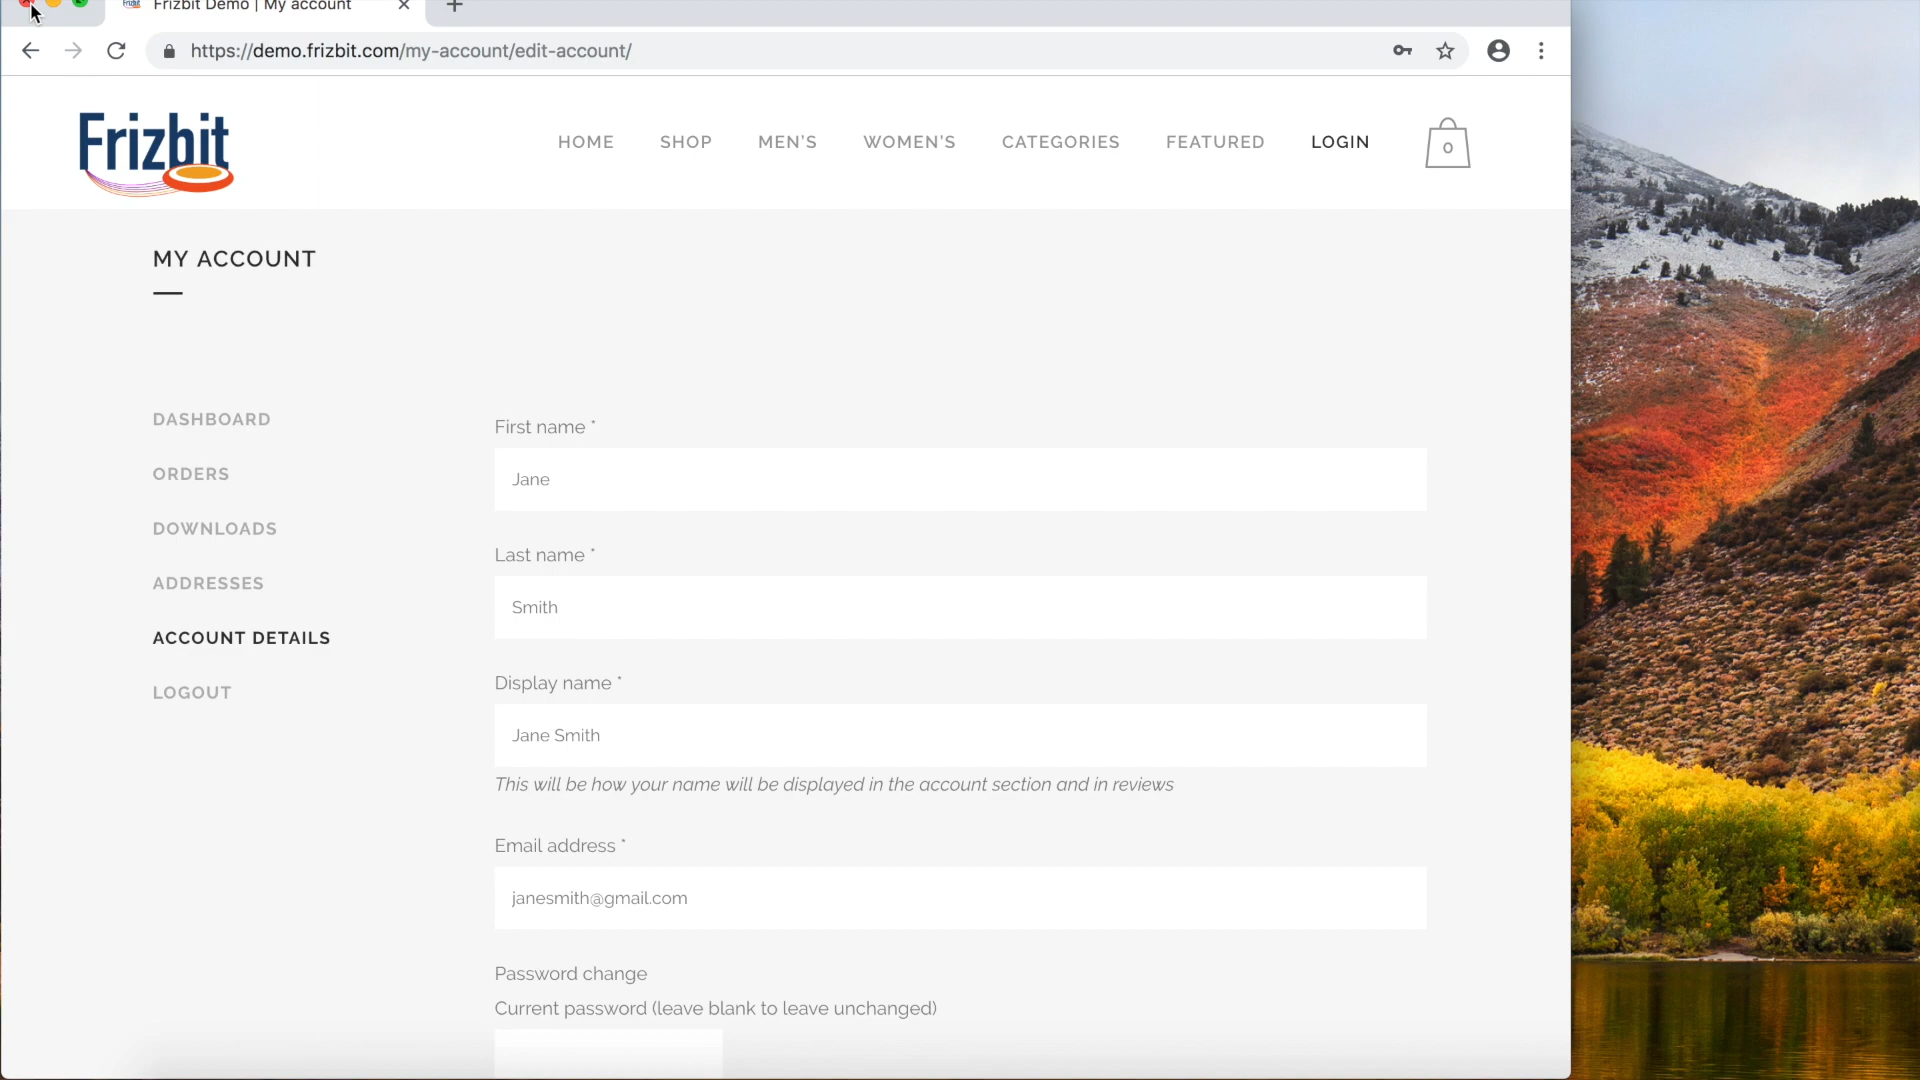 Frizbit Demo | My account
https://demo.frizbit.com/my-account/edit-account/
Frizbit
HOME SHOP MEN'S WOMEN'S CATEGORIES FEATURED LOGIN 0
MY ACCOUNT
DASHBOARD
ORDERS
DOWNLOADS
ADDRESSES
ACCOUNT DETAILS
LOGOUT
First name *
Jane
Last name *
Smith
Display name *
Jane Smith
This will be how your name will be displayed in the account section and in reviews
Email address *
janesmith@gmail.com
Password change
Current password (leave blank to leave unchanged)